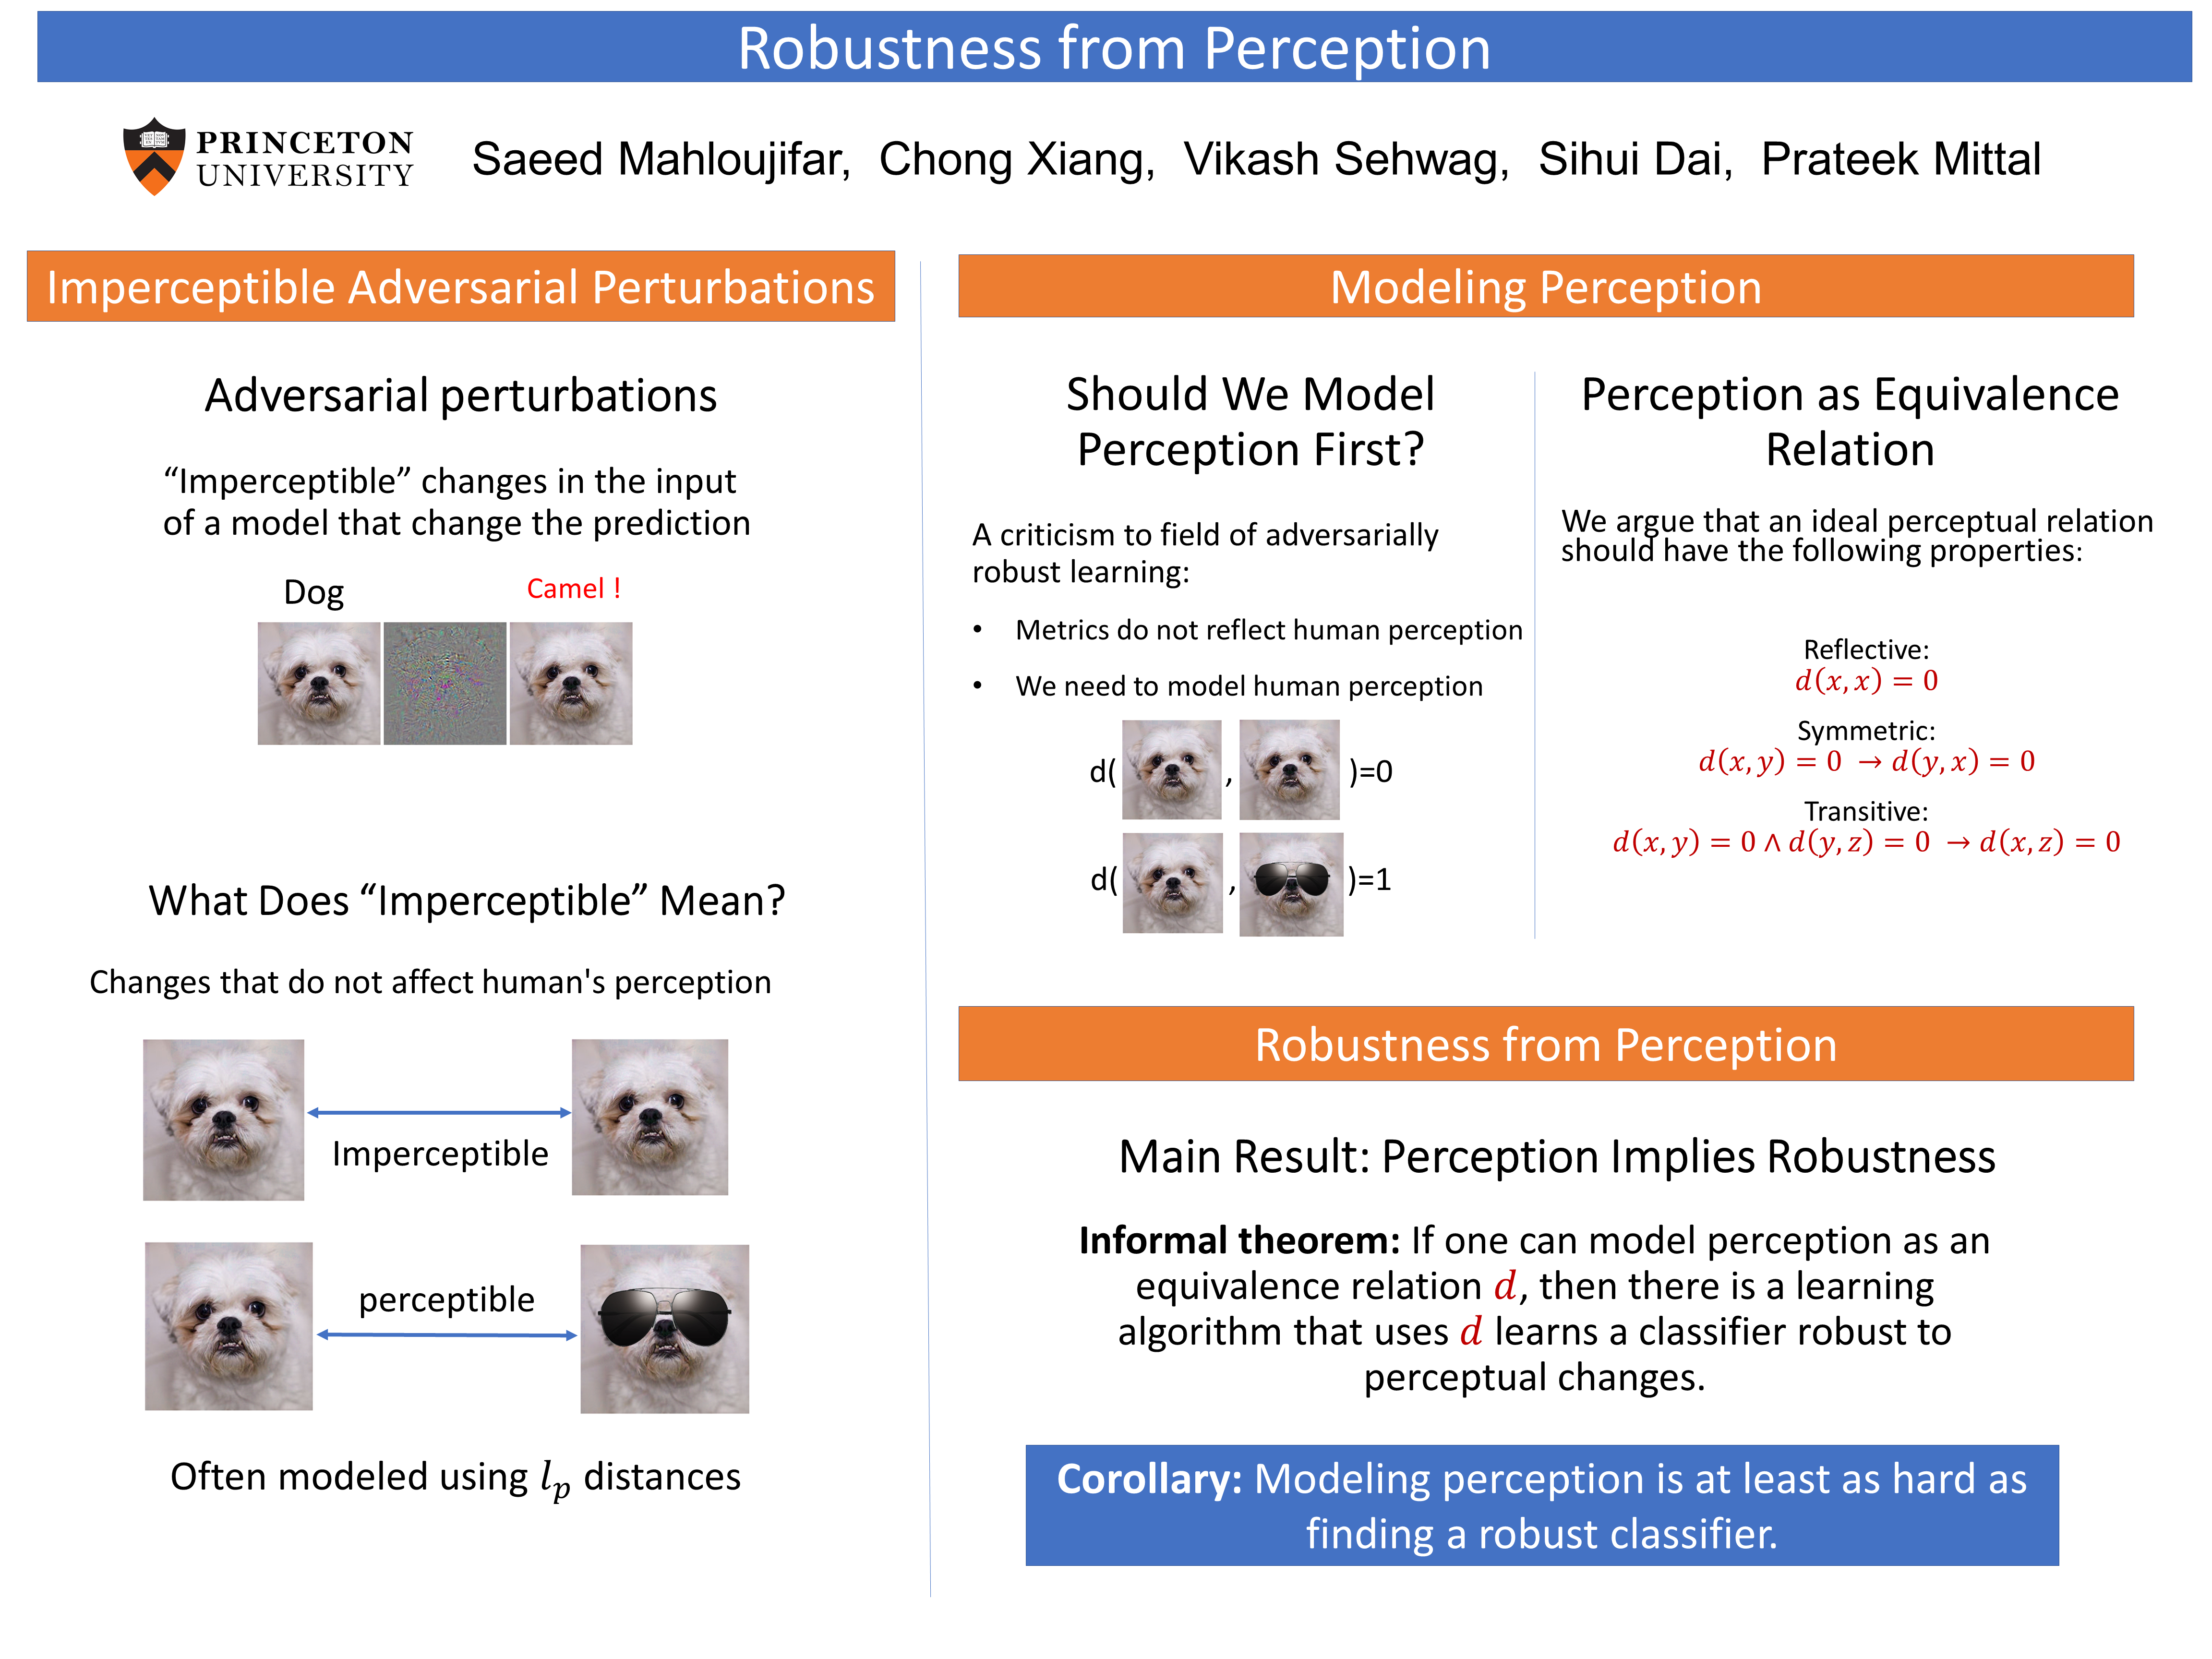 Robustness from Perception
PRINCETON
UNIVERSITY
Saeed Mahloujifar, Chong Xiang, Vikash Sehwag, Sihui Dai, Prateek Mittal
Imperceptible Adversarial Perturbations
Adversarial perturbations
“Imperceptible” changes in the input
of a model that change the prediction
Dog
Camel !
What Does “Imperceptible” Mean?
Changes that do not affect human's perception
Imperceptible
perceptible
Often modeled using l_p distances
Modeling Perception
Should We Model
Perception First?
A criticism to field of adversarially
robust learning:
• Metrics do not reflect human perception
• We need to model human perception
d( , )=0
d( , )=1
Perception as Equivalence
Relation
We argue that an ideal perceptual relation
should have the following properties:
Reflective:
d(x, x) = 0
Symmetric:
d(x, y) = 0 → d(y, x) = 0
Transitive:
d(x, y) = 0 ∧ d(y, z) = 0 → d(x, z) = 0
Robustness from Perception
Main Result: Perception Implies Robustness
Informal theorem: If one can model perception as an
equivalence relation d, then there is a learning
algorithm that uses d learns a classifier robust to
perceptual changes.
Corollary: Modeling perception is at least as hard as
finding a robust classifier.